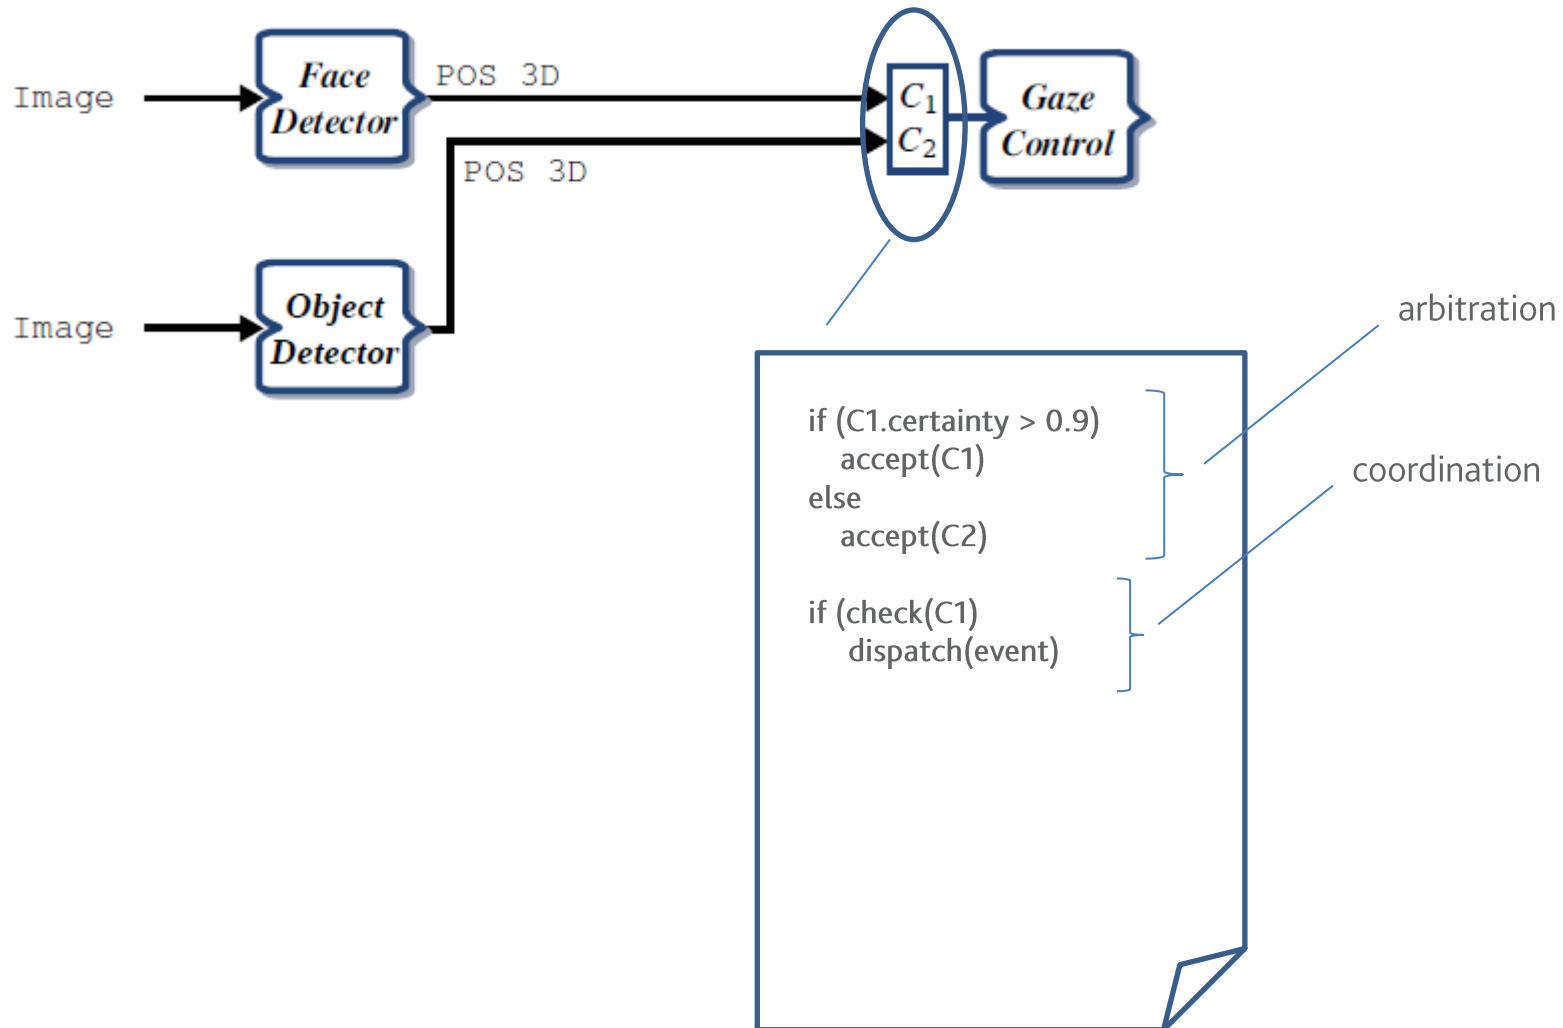 Image
Face
Detector
POS 3D
C1
C2
Gaze
Control
POS 3D
Image
Object
Detector
arbitration
if (C1.certainty > 0.9)
accept(C1)
else
accept(C2)
coordination
if (check(C1)
dispatch(event)